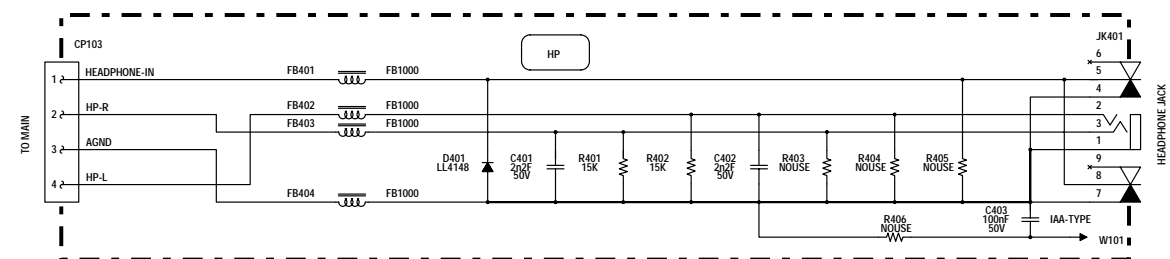 CP103
HP
JK401
1 HEADPHONE-IN
FB401 FB1000
6
5
4
2 HP-R
FB402 FB1000
2
FB403 FB1000
3
1
3 AGND
TO MAIN
HEADPHONE JACK
D401
LL4148
C401
2n2F
50V
R401
15K
R402
15K
C402
2n2F
50V
R403
NOUSE
R404
NOUSE
R405
NOUSE
9
8
7
4 HP-L
FB404 FB1000
R406
NOUSE
C403
100nF
50V
IAA-TYPE
W101